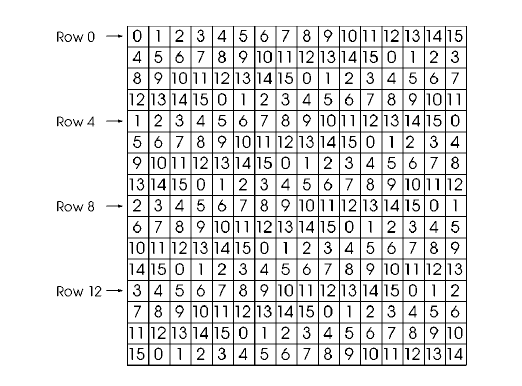 Row 0 → 0 1 2 3 4 5 6 7 8 9 10 11 12 13 14 15
4 5 6 7 8 9 10 11 12 13 14 15 0 1 2 3
8 9 10 11 12 13 14 15 0 1 2 3 4 5 6 7
12 13 14 15 0 1 2 3 4 5 6 7 8 9 10 11
Row 4 → 1 2 3 4 5 6 7 8 9 10 11 12 13 14 15 0
5 6 7 8 9 10 11 12 13 14 15 0 1 2 3 4
9 10 11 12 13 14 15 0 1 2 3 4 5 6 7 8
13 14 15 0 1 2 3 4 5 6 7 8 9 10 11 12
Row 8 → 2 3 4 5 6 7 8 9 10 11 12 13 14 15 0 1
6 7 8 9 10 11 12 13 14 15 0 1 2 3 4 5
10 11 12 13 14 15 0 1 2 3 4 5 6 7 8 9
14 15 0 1 2 3 4 5 6 7 8 9 10 11 12 13
Row 12 → 3 4 5 6 7 8 9 10 11 12 13 14 15 0 1 2
7 8 9 10 11 12 13 14 15 0 1 2 3 4 5 6
11 12 13 14 15 0 1 2 3 4 5 6 7 8 9 10
15 0 1 2 3 4 5 6 7 8 9 10 11 12 13 14